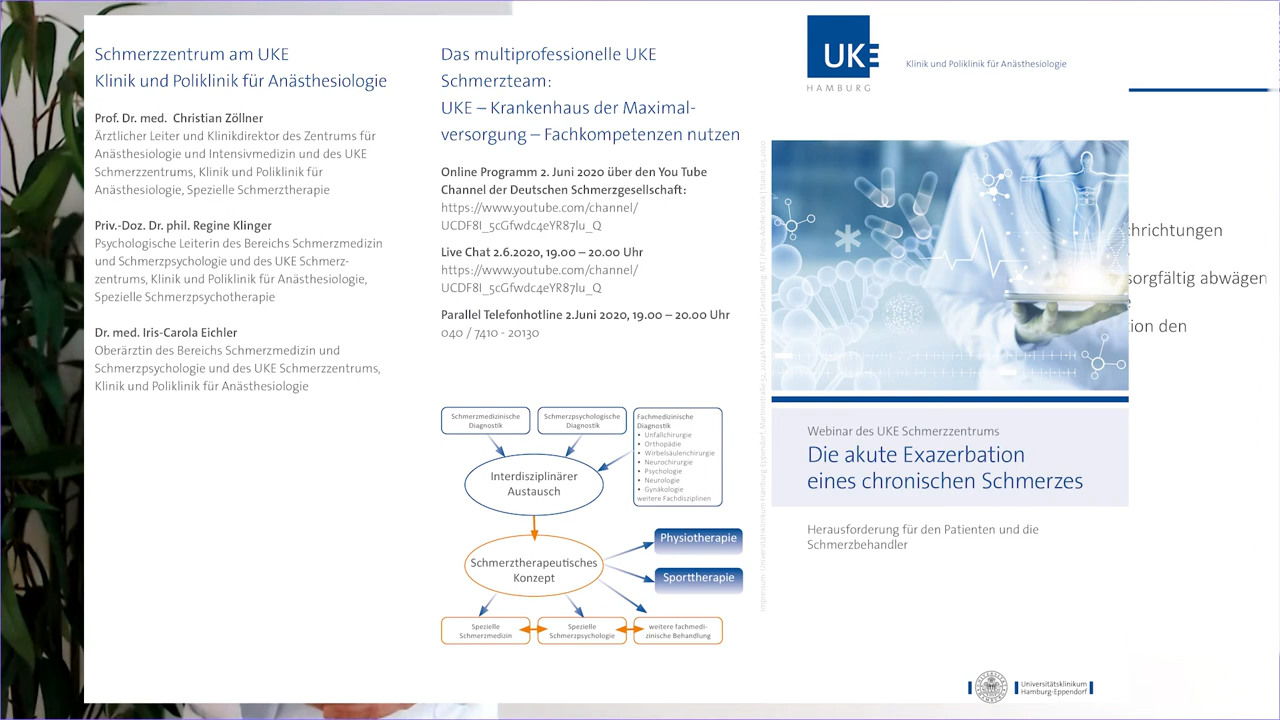 Schmerzzentrum am UKE
Klinik und Poliklinik für Anästhesiologie
Prof. Dr. med. Christian Zöllner
Ärztlicher Leiter und Klinikdirektor des Zentrums für
Anästhesiologie und Intensivmedizin und des UKE
Schmerzzentrums, Klinik und Poliklinik für
Anästhesiologie, Spezielle Schmerztherapie
Priv.-Doz. Dr. phil. Regine Klinger
Psychologische Leiterin des Bereichs Schmerzmedizin
und Schmerzpsychologie und des UKE Schmerz-
zentrums, Klinik und Poliklinik für Anästhesiologie,
Spezielle Schmerzpsychotherapie
Dr. med. Iris-Carola Eichler
Oberärztin des Bereichs Schmerzmedizin und
Schmerzpsychologie und des UKE Schmerzzentrums,
Klinik und Poliklinik für Anästhesiologie
Das multiprofessionelle UKE
Schmerzteam:
UKE – Krankenhaus der Maximal-
versorgung – Fachkompetenzen nutzen
Online Programm 2. Juni 2020 über den You Tube
Channel der Deutschen Schmerzgesellschaft:
https://www.youtube.com/channel/
UCDF8I_5cGfwdc4eYR87lu_Q
Live Chat 2 6.2020, 19.00 – 20.00 Uhr
https://www.youtube.com/channel/
UCDF8I_5cGfwdc4eYR87lu_Q
Parallel Telefonhotline 2.Juni 2020, 19.00 – 20.00 Uhr
040 / 7410 - 20130
Schmerzmedizinische
Diagnostik
Schmerzpsychologische
Diagnostik
Fachmedizinische
Diagnostik
• Unfallchirurgie
• Orthopädie
• Wirbelsäulenchirurgie
• Neurochirurgie
• Psychologie
• Neurologie
• Gynäkologie
weitere Fachdisziplinen
Interdisziplinärer
Austausch
Schmerztherapeutisches
Konzept
Physiotherapie
Sporttherapie
Spezielle
Schmerzmedizin
Spezielle
Schmerzpsychologie
weitere fachmedi-
zinische Behandlung
UKE
HAMBURG
Klinik und Poliklinik für Anästhesiologie
Webinar des UKE Schmerzzentrums
Die akute Exazerbation
eines chronischen Schmerzes
Herausforderung für den Patienten und die
Schmerzbehandler
chrichtungen
sorgfältig abwägen
ion den
Universitätsklinikum
Hamburg-Eppendorf